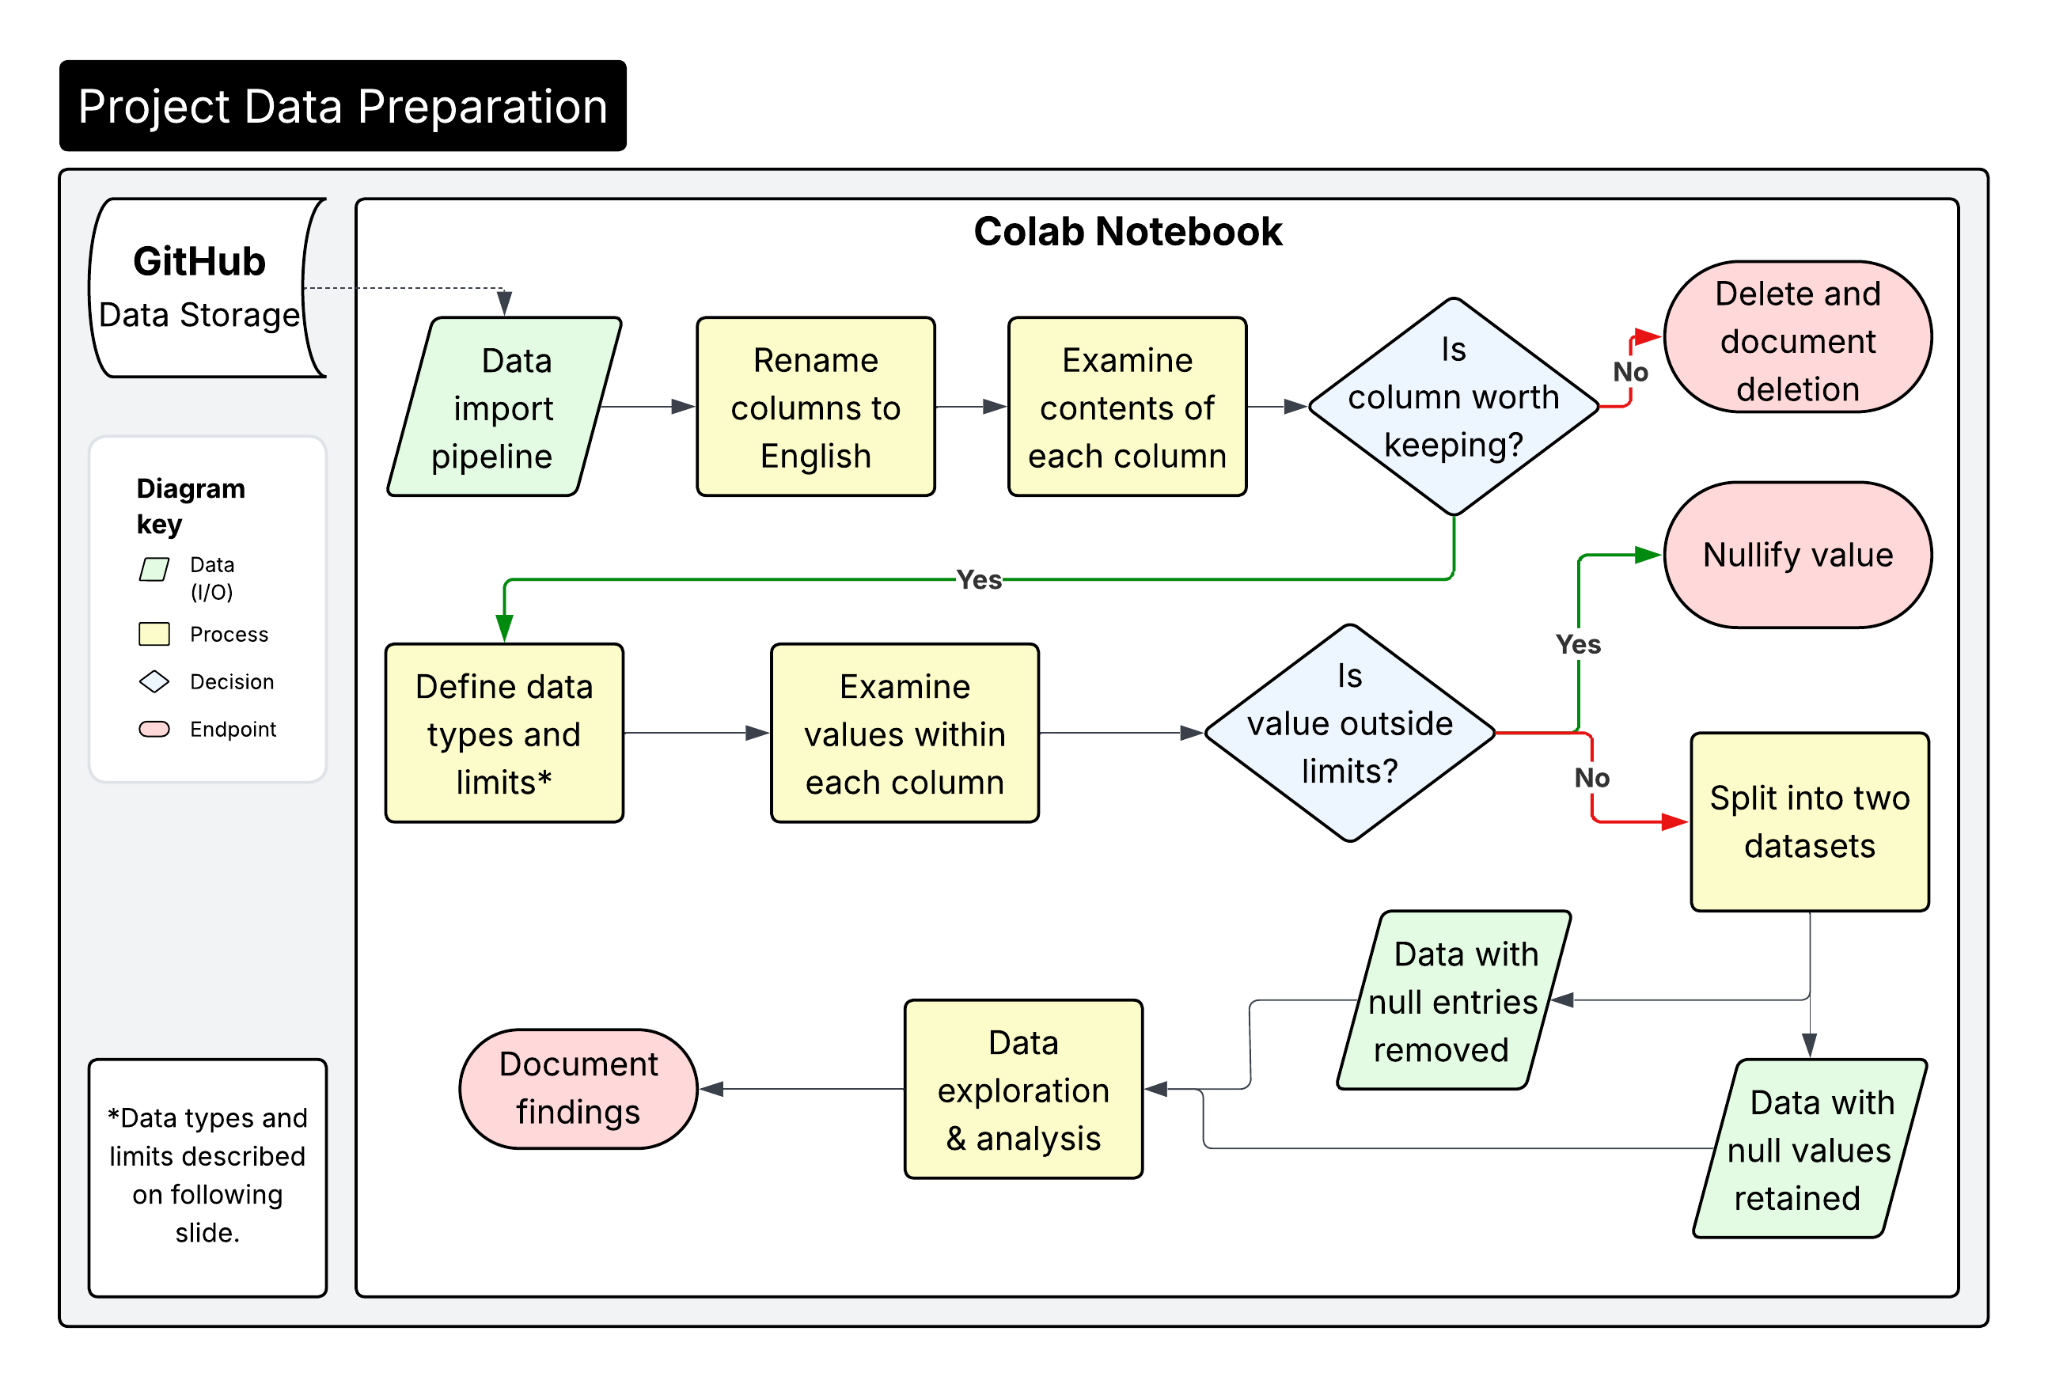 Project Data Preparation
GitHub
Data Storage
Colab Notebook
Data
import
pipeline
Rename
columns to
English
Examine
contents of
each column
Is
column worth
keeping?
No
Delete and
document
deletion
Diagram
key
Data
(I/O)
Process
Decision
Endpoint
Yes
Nullify value
Define data
types and
limits*
Examine
values within
each column
Is
value outside
limits?
Yes
No
Split into two
datasets
Data with
null entries
removed
Data with
null values
retained
Data
exploration
& analysis
Document
findings
*Data types and
limits described
on following
slide.